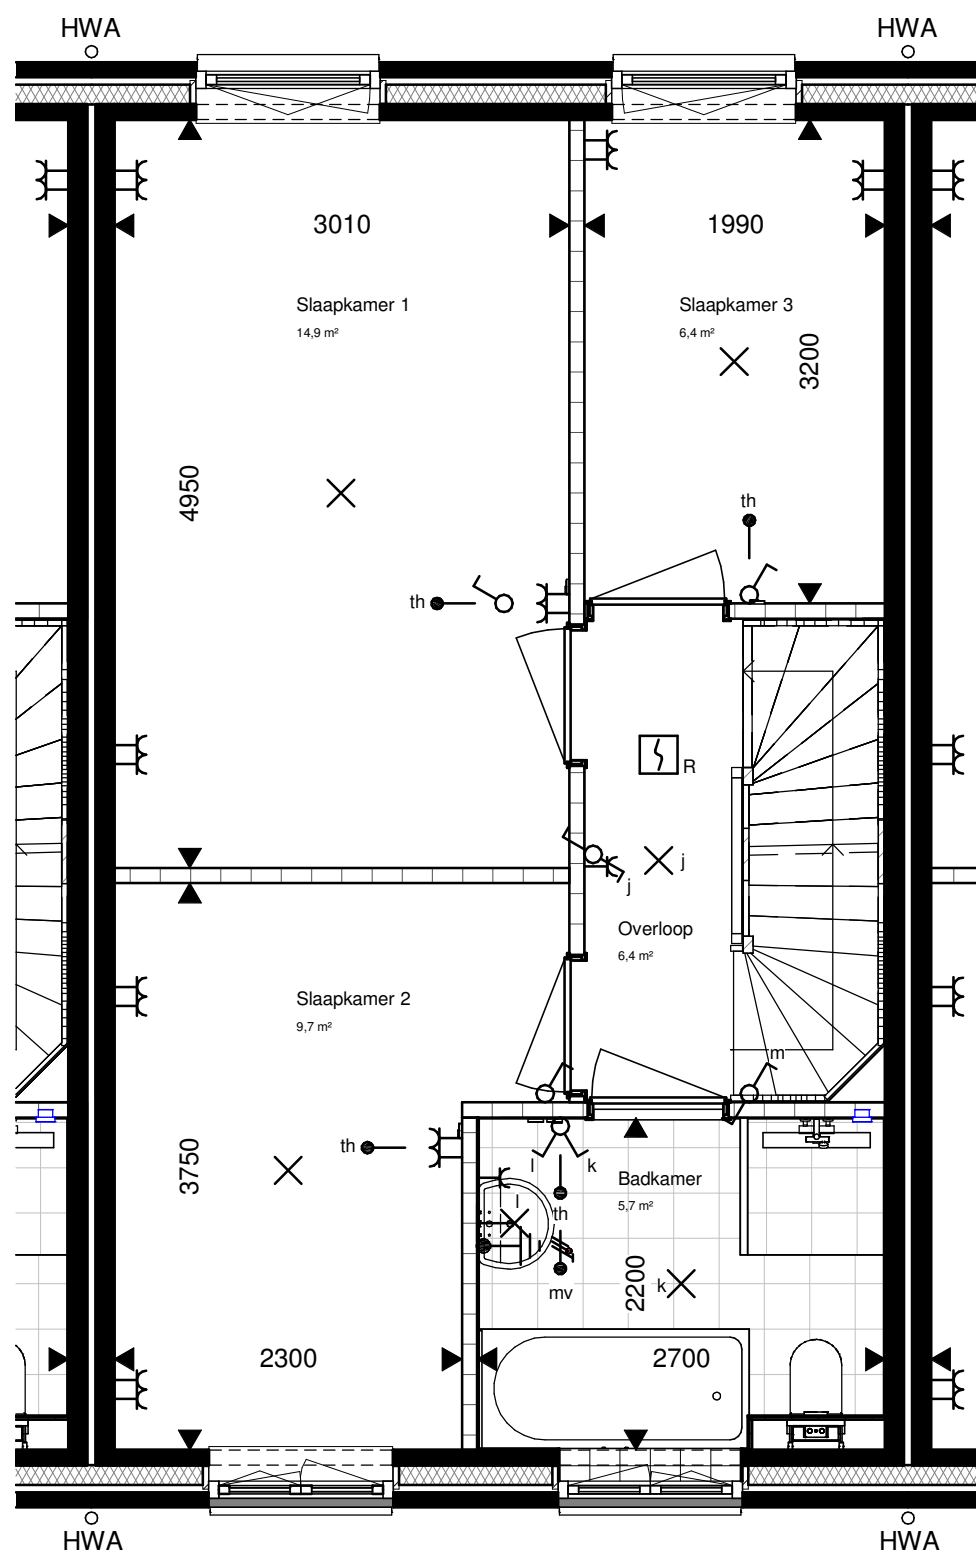 HWA
HWA
3010
1990
Slaapkamer 1
14,9 m²
Slaapkamer 3
6,4 m²
3200
4950
th
th
R
j
j
Overloop
6,4 m²
Slaapkamer 2
9,7 m²
m
th
3750
l
k
Badkamer
5,7 m²
l
th
mv
2200
k
2300
2700
HWA
HWA